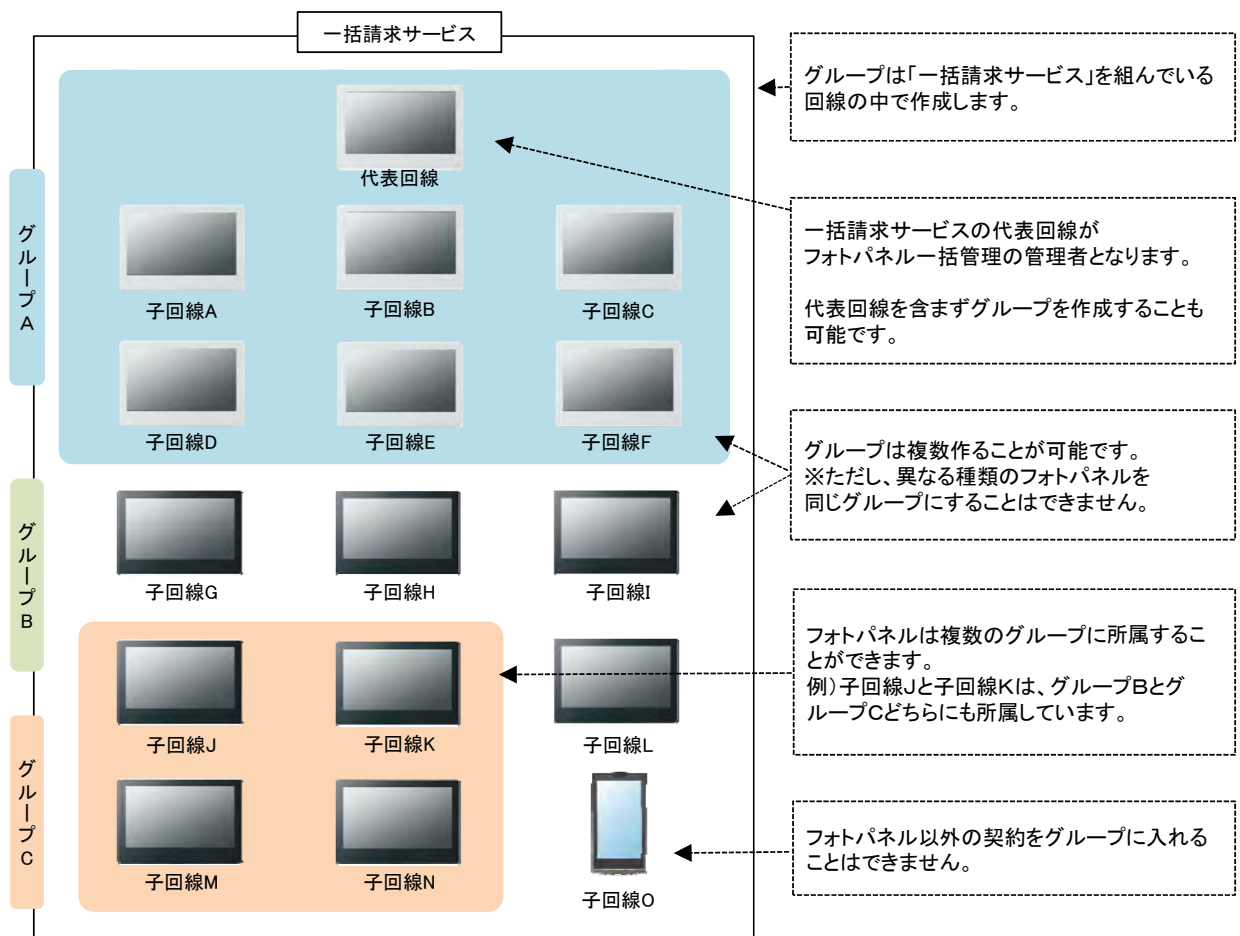 一括請求サービス
グループは「一括請求サービス」を組んでいる
回線の中で作成します。
代表回線
一括請求サービスの代表回線が
フォトパネル一括管理の管理者となります。
代表回線を含まずグループを作成することも
可能です。
グループA
子回線A
子回線B
子回線C
子回線D
子回線E
子回線F
グループは複数作ることが可能です。
※ただし、異なる種類のフォトパネルを
同じグループにすることはできません。
グループB
子回線G
子回線H
子回線I
フォトパネルは複数のグループに所属するこ
とができます。
例)子回線Jと子回線Kは、グループBとグ
ループCどちらにも所属しています。
子回線J
子回線K
子回線L
グループC
子回線M
子回線N
子回線O
フォトパネル以外の契約をグループに入れる
ことはできません。